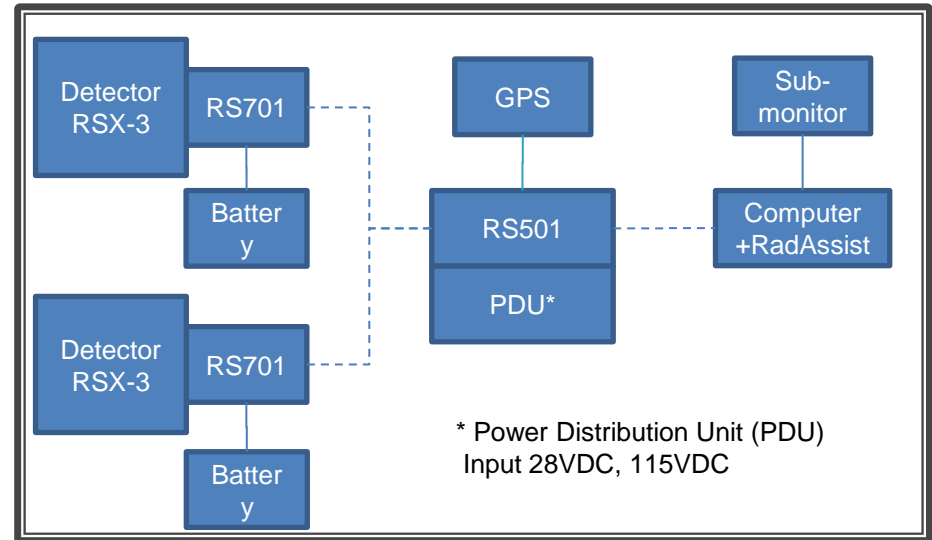 Detector
RSX-3
RS701
Batter
y
GPS
Sub-
monitor
RS501
PDU*
Computer
+RadAssist
Detector
RSX-3
RS701
Batter
y
* Power Distribution Unit (PDU)
Input 28VDC, 115VDC